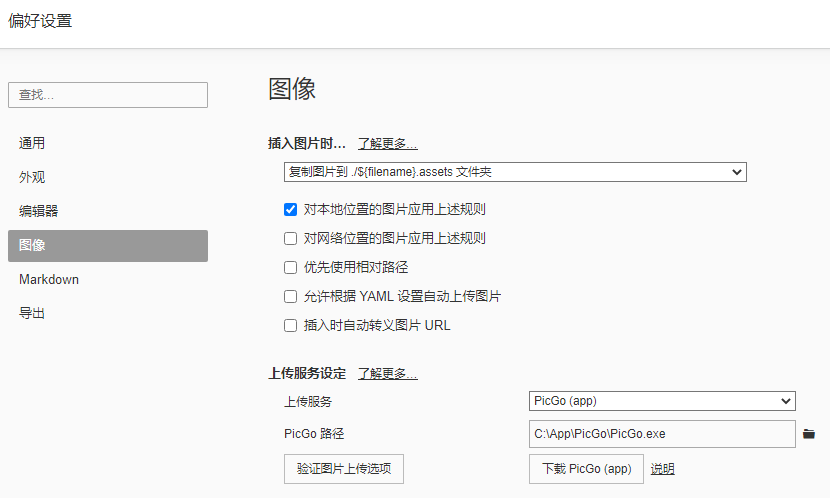 偏好设置
查找...
通用
外观
编辑器
图像
Markdown
导出
图像
插入图片时... 了解更多...
复制图片到 ./${filename}.assets 文件夹
对本地位置的图片应用上述规则
对网络位置的图片应用上述规则
优先使用相对路径
允许根据 YAML 设置自动上传图片
插入时自动转义图片 URL
上传服务设定 了解更多...
上传服务 PicGo (app)
PicGo 路径 C:\App\PicGo\PicGo.exe
验证图片上传选项 下载 PicGo (app) 说明